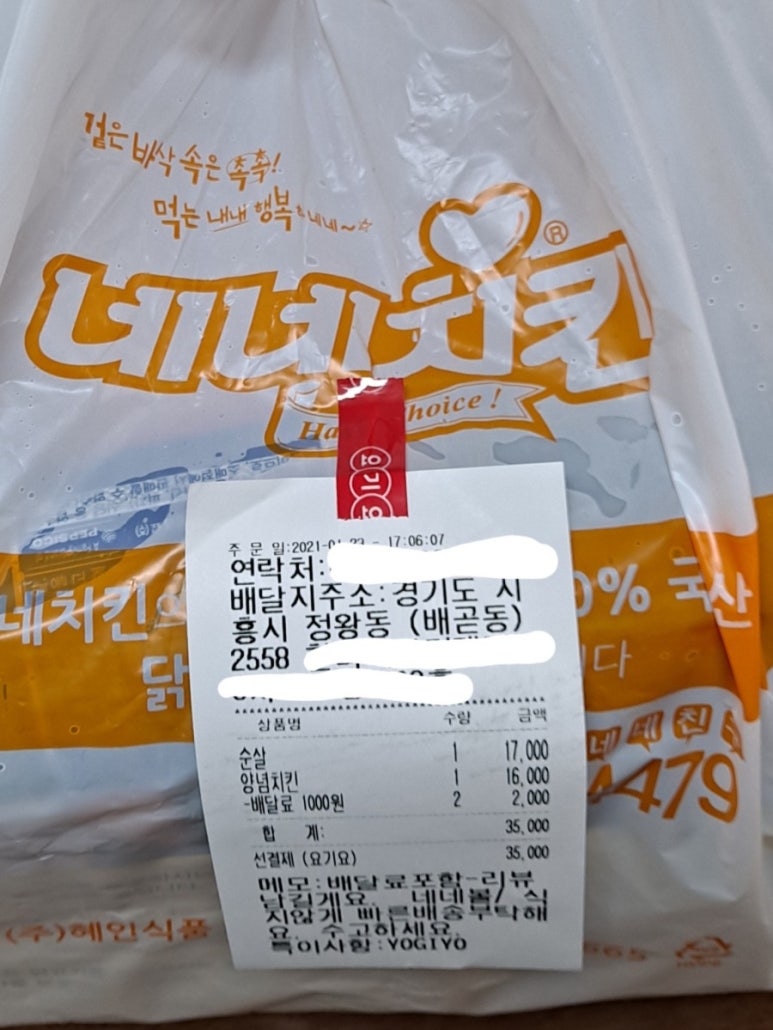 겉은 바삭 속은 촉촉!
먹는 내내 행복하네네~☆
네네치킨
®
Choice !
요기요
PEPSICO
주 문 일:2021-01-23 - 17:06:07
연락처:
배달지주소:경기도 시
흥시 정왕동 (배곧동)
2558
상품명 수량 금액
순살 1 17,000
양념치킨 1 16,000
-배달료 1000원 2 2,000
합 계: 35,000
선결제 (요기요) 35,000
메모:배달료포함-리뷰
남길게요. 네네볼/ 식
지않게 빠른배송부탁해
요. 수고하세요.
특이사항:YOGIYO
네치킨
0% 국산
닭
다
네네치킨
4479
(주)혜인식품